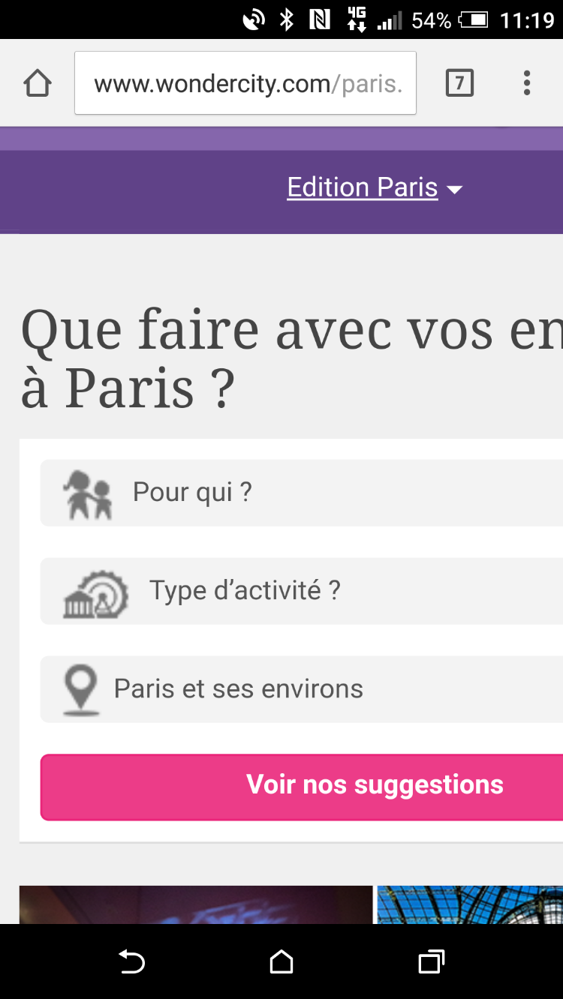 4G 54% 11:19
www.wondercity.com/paris.
7
Edition Paris
Que faire avec vos en
à Paris ?
Pour qui ?
Type d’activité ?
Paris et ses environs
Voir nos suggestions